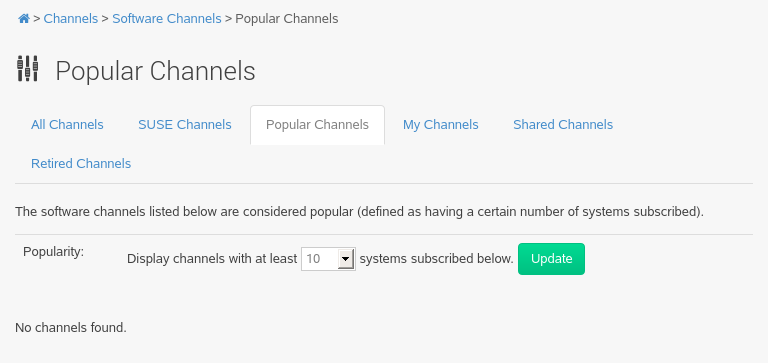 > Channels > Software Channels > Popular Channels
Popular Channels
All Channels SUSE Channels Popular Channels My Channels Shared Channels
Retired Channels
The software channels listed below are considered popular (defined as having a certain number of systems subscribed).
Popularity: Display channels with at least 10 systems subscribed below. Update
No channels found.